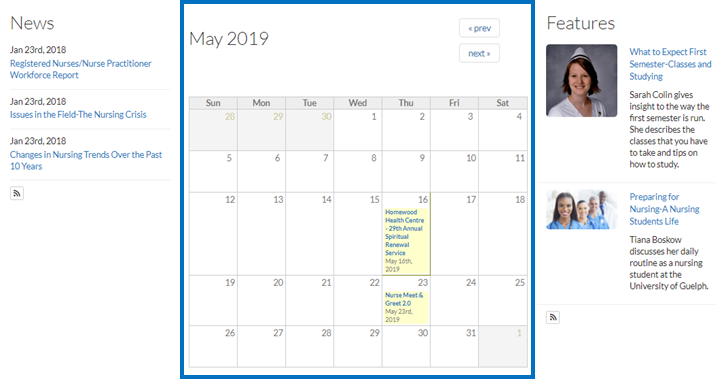 News
Jan 23rd, 2018
Registered Nurses/Nurse Practitioner
Workforce Report
Jan 23rd, 2018
Issues in the Field-The Nursing Crisis
Jan 23rd, 2018
Changes in Nursing Trends Over the Past
10 Years
May 2019
« prev
next »
Sun Mon Tue Wed Thu Fri Sat
28 29 30 1 2 3 4
5 6 7 8 9 10 11
12 13 14 15 16 17 18
Homewood
Health Centre
- 29th Annual
Spiritual
Renewal
Service
May 16th,
2019
19 20 21 22 23 24 25
Nurse Meet &
Greet 2.0
May 23rd,
2019
26 27 28 29 30 31 1
Features
What to Expect First
Semester-Classes and
Studying
Sarah Colin gives
insight to the way the
first semester is run.
She describes the
classes that you have
to take and tips on
how to study.
Preparing for
Nursing-A Nursing
Students Life
Tiana Boskow
discusses her daily
routine as a nursing
student at the
University of Guelph.